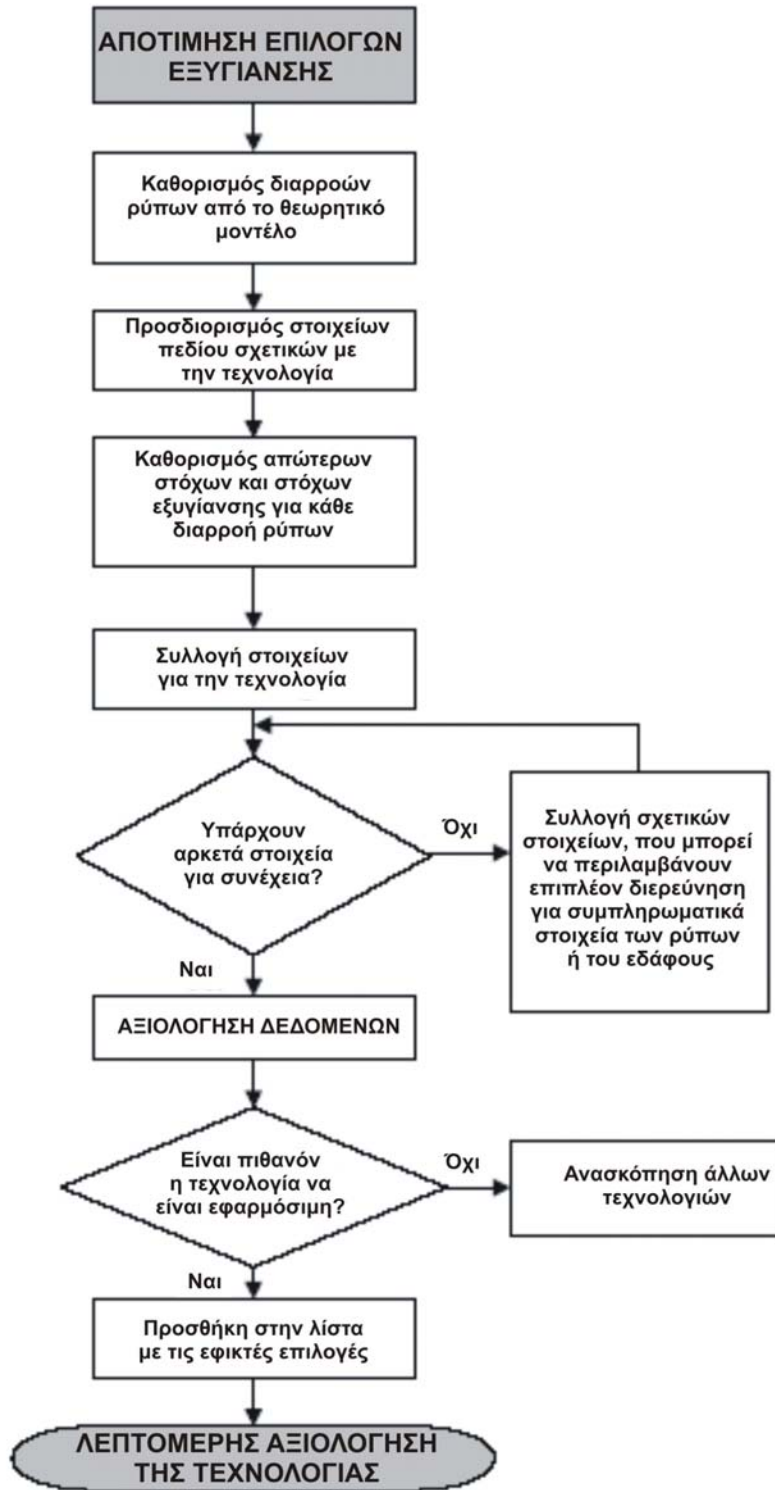 ΑΠΟΤΙΜΗΣΗ ΕΠΙΛΟΓΩΝ
ΕΞΥΓΙΑΝΣΗΣ
Καθορισμός διαρροών
ρύπων από το θεωρητικό
μοντέλο
Προσδιορισμός στοιχείων
πεδίου σχετικών με
την τεχνολογία
Καθορισμός απώτερων
στόχων και στόχων
εξυγίανσης για κάθε
διαρροή ρύπων
Συλλογή στοιχείων
για την τεχνολογία
Υπάρχουν
αρκετά στοιχεία
για συνέχεια?
Όχι
Συλλογή σχετικών
στοιχείων, που μπορεί
να περιλαμβάνουν
επιπλέον διερεύνηση
για συμπληρωματικά
στοιχεία των ρύπων
ή του εδάφους
Ναι
ΑΞΙΟΛΟΓΗΣΗ ΔΕΔΟΜΕΝΩΝ
Είναι πιθανόν
η τεχνολογία να
είναι εφαρμόσιμη?
Όχι
Ανασκόπηση άλλων
τεχνολογιών
Ναι
Προσθήκη στην λίστα
με τις εφικτές επιλογές
ΛΕΠΤΟΜΕΡΗΣ ΑΞΙΟΛΟΓΗΣΗ
ΤΗΣ ΤΕΧΝΟΛΟΓΙΑΣ